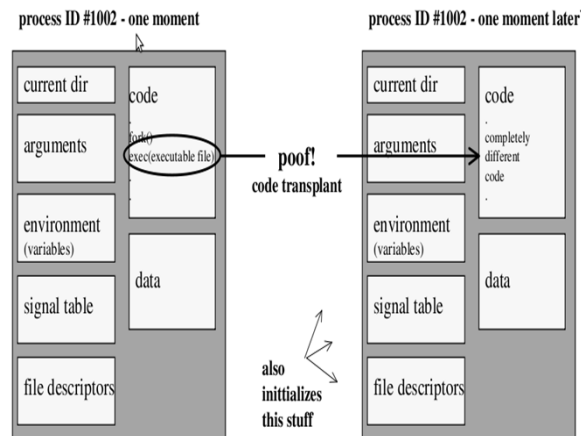 process ID #1002 - one moment
current dir
arguments
environment
(variables)
signal table
file descriptors
code
.
fork()
exec(executable file)
.
.
data
poof!
code transplant
also
inittializes
this stuff
process ID #1002 - one moment later
current dir
arguments
environment
(variables)
signal table
file descriptors
code
.
completely
different
code
.
data